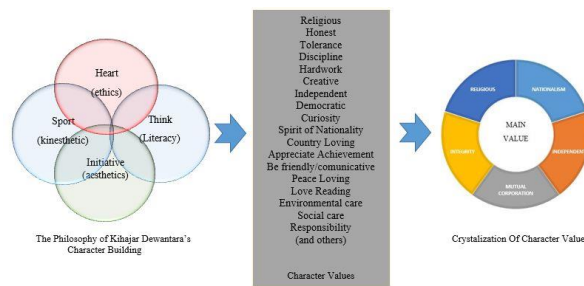 Heart
(ethics)
Sport
(kinesthetic)
Think
(Literacy)
Initiative
(aesthetics)
The Philosophy of Kihajar Dewantara's
Character Building
Religious
Honest
Tolerance
Discipline
Hardwork
Creative
Independent
Democratic
Curiosity
Spirit of Nationality
Country Loving
Appreciate Achievement
Be friendly/comunicative
Peace Loving
Love Reading
Environmental care
Social care
Responsibility
(and others)
Character Values
RELIGIOUS
NATIONALISM
INTEGRITY
MAIN
VALUE
INDEPENDENT
MUTUAL
CORPORATION
Crystalization Of Character Value